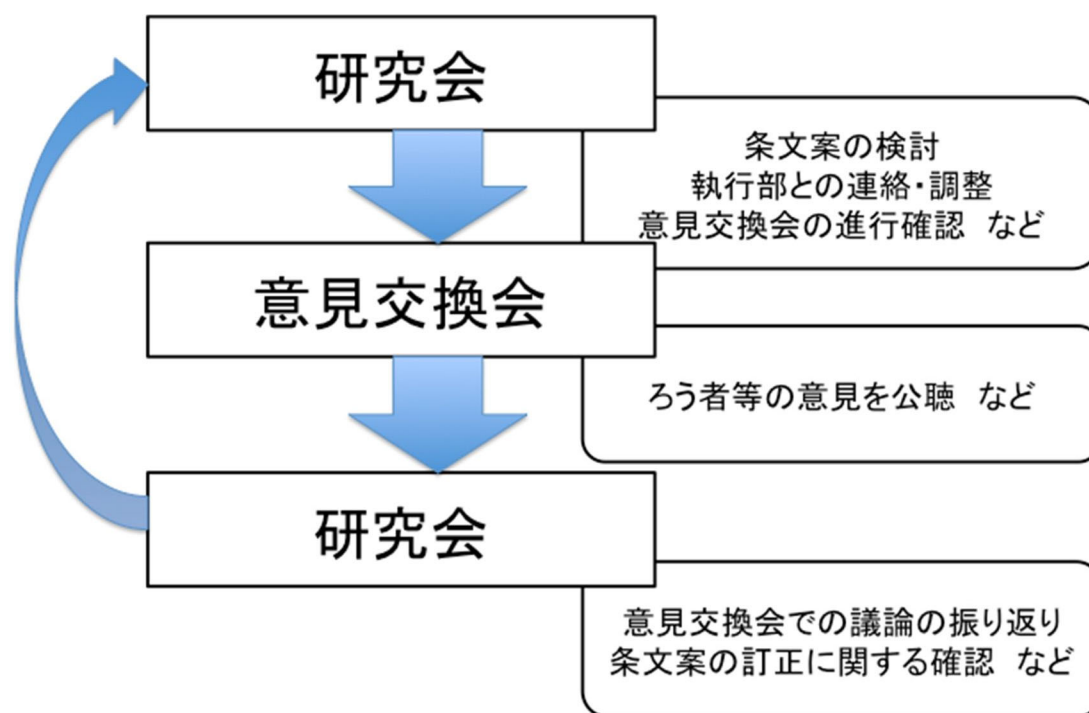 研究会
条文案の検討
執行部との連絡・調整
意見交換会の進行確認　など
意見交換会
ろう者等の意見を公聴　など
研究会
意見交換会での議論の振り返り
条文案の訂正に関する確認　など